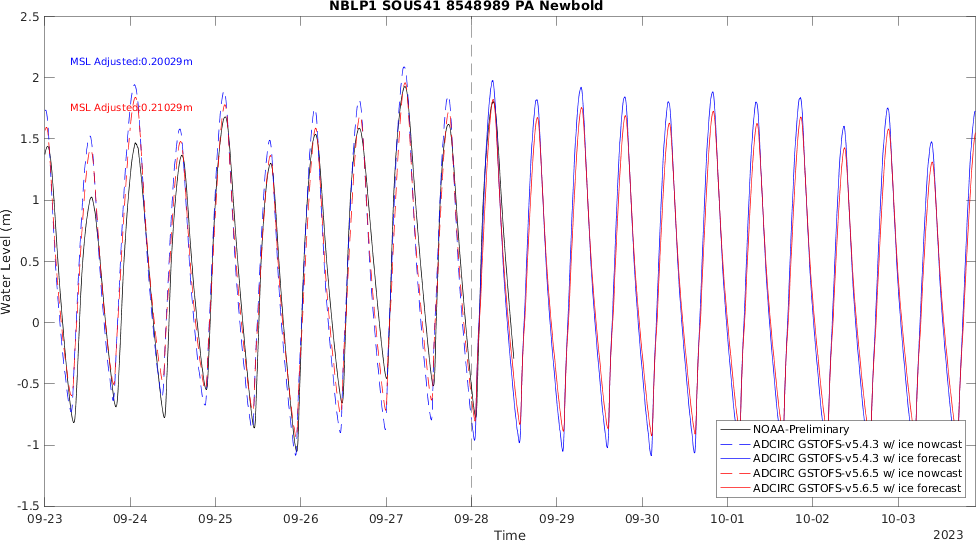 NBLP1 SOUS41 8548989 PA Newbold
MSL Adjusted:0.20029m
MSL Adjusted:0.21029m
Water Level (m)
2.5
2
1.5
1
0.5
0
-0.5
-1
-1.5
NOAA-Preliminary
ADCIRC GSTOFS-v5.4.3 w/ ice nowcast
ADCIRC GSTOFS-v5.4.3 w/ ice forecast
ADCIRC GSTOFS-v5.6.5 w/ ice nowcast
ADCIRC GSTOFS-v5.6.5 w/ ice forecast
09-23 09-24 09-25 09-26 09-27 09-28 09-29 09-30 10-01 10-02 10-03
Time
2023